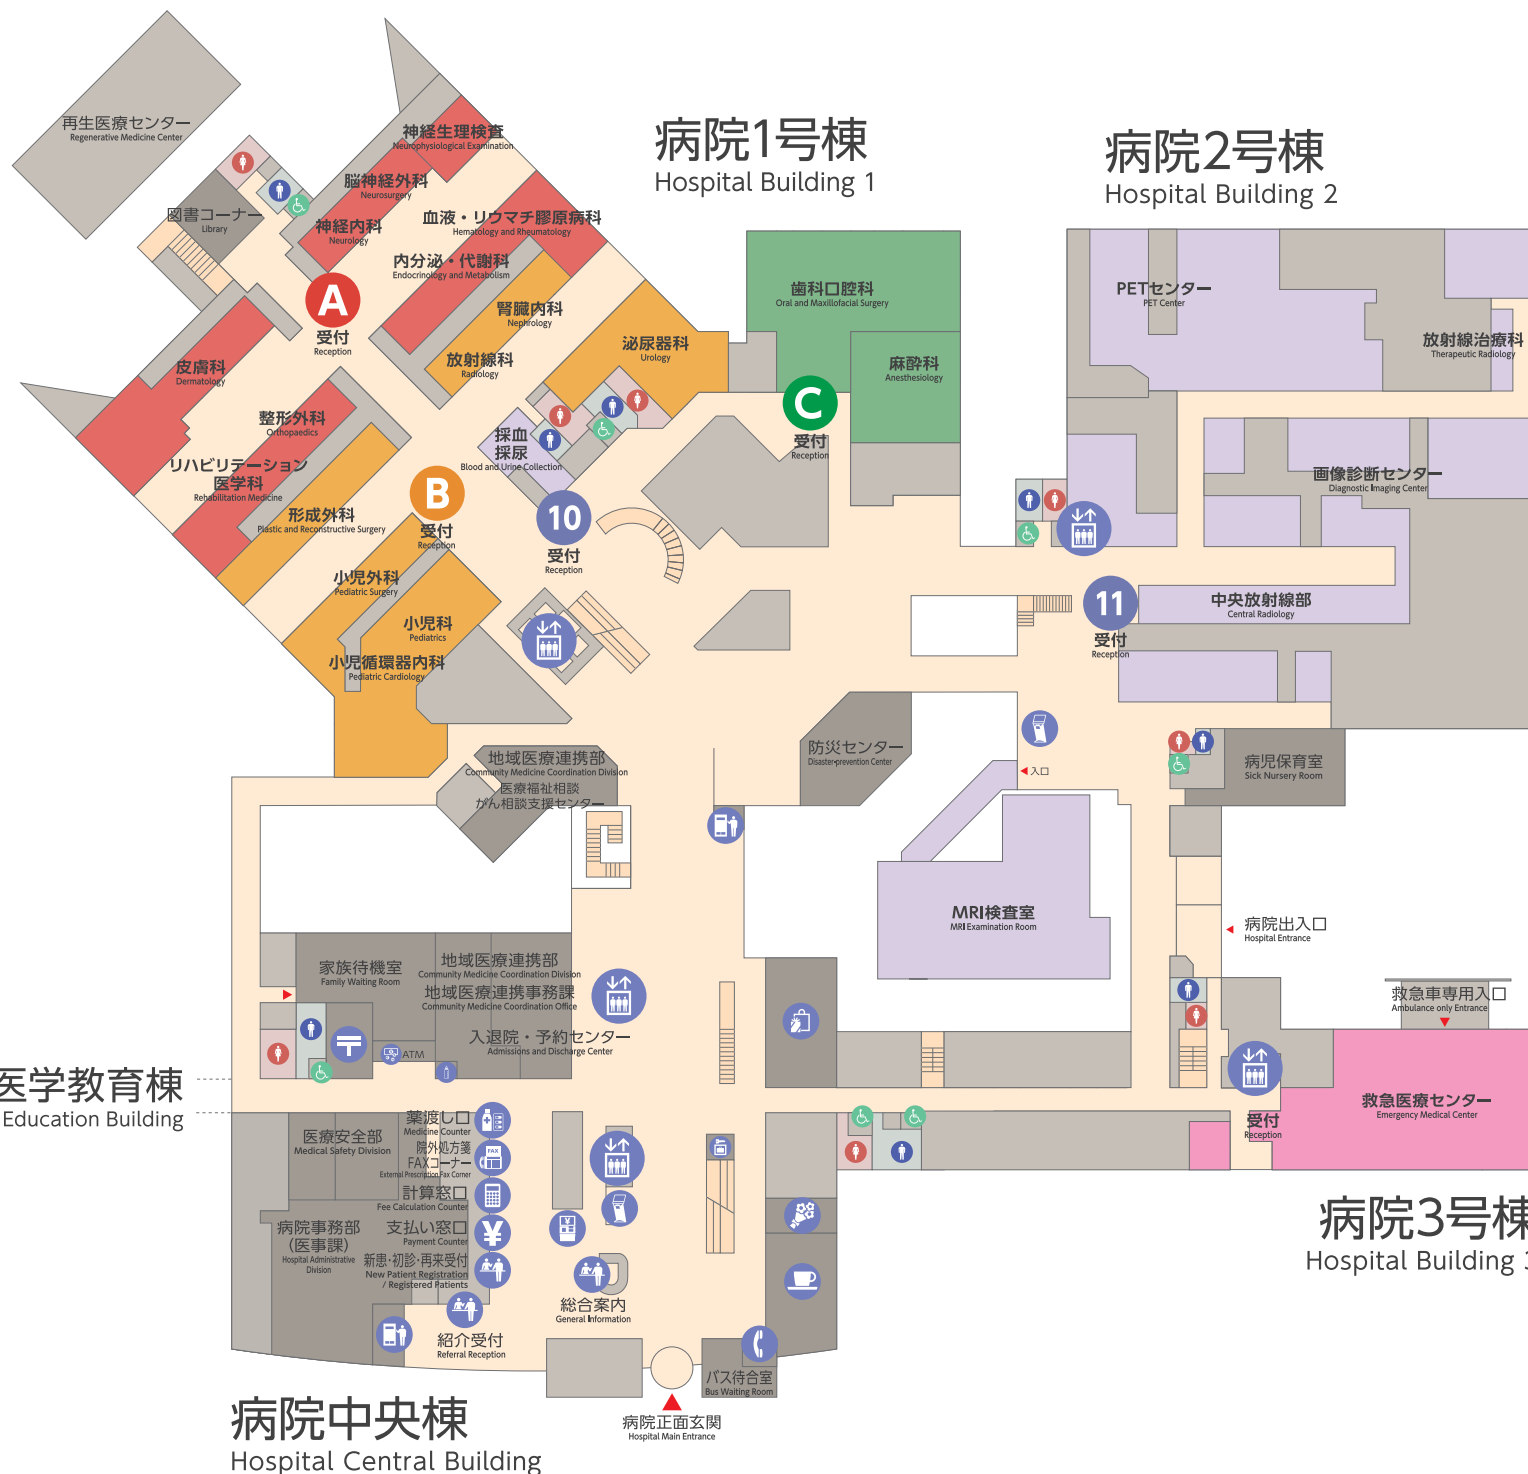 再生医療センター
Regenerative Medicine Center
図書コーナー
Library
神経生理検査
Neurophysiological Examination
脳神経外科
Neurosurgery
神経内科
Neurology
血液・リウマチ膠原病科
Hematology and Rheumatology
内分泌・代謝科
Endocrinology and Metabolism
A
受付
Reception
腎臓内科
Nephrology
放射線科
Radiology
泌尿器科
Urology
皮膚科
Dermatology
整形外科
Orthopaedics
リハビリテーション
医学科
Rehabilitation Medicine
形成外科
Plastic and Reconstructive Surgery
B
受付
Reception
採血
採尿
Blood and Urine Collection
10
受付
Reception
小児外科
Pediatric Surgery
小児科
Pediatrics
小児循環器内科
Pediatric Cardiology
病院1号棟
Hospital Building 1
歯科口腔科
Oral and Maxillofacial Surgery
麻酔科
Anesthesiology
C
受付
Reception
病院2号棟
Hospital Building 2
PETセンター
PET Center
放射線治療科
Therapeutic Radiology
画像診断センター
Diagnostic Imaging Center
11
受付
Reception
中央放射線部
Central Radiology
防災センター
Disaster-prevention Center
入口
病児保育室
Sick Nursery Room
MRI検査室
MRI Examination Room
病院出入口
Hospital Entrance
救急車専用入口
Ambulance only Entrance
救急医療センター
Emergency Medical Center
受付
Reception
病院3号棟
Hospital Building 3
地域医療連携部
Community Medicine Coordination Division
医療福祉相談
がん相談支援センター
家族待機室
Family Waiting Room
地域医療連携部
Community Medicine Coordination Division
地域医療連携事務課
Community Medicine Coordination Office
入退院・予約センター
Admissions and Discharge Center
ATM
医学教育棟
Education Building
医療安全部
Medical Safety Division
薬渡し口
Medicine Counter
院外処方箋
FAXコーナー
External Prescription Fax Corner
FAX
計算窓口
Fee Calculation Counter
支払い窓口
Payment Counter
¥
¥
新患・初診・再来受付
New Patient Registration
/ Registered Patients
病院事務部
(医事課)
Hospital Administrative
Division
紹介受付
Referral Reception
総合案内
General Information
バス待合室
Bus Waiting Room
病院正面玄関
Hospital Main Entrance
病院中央棟
Hospital Central Building